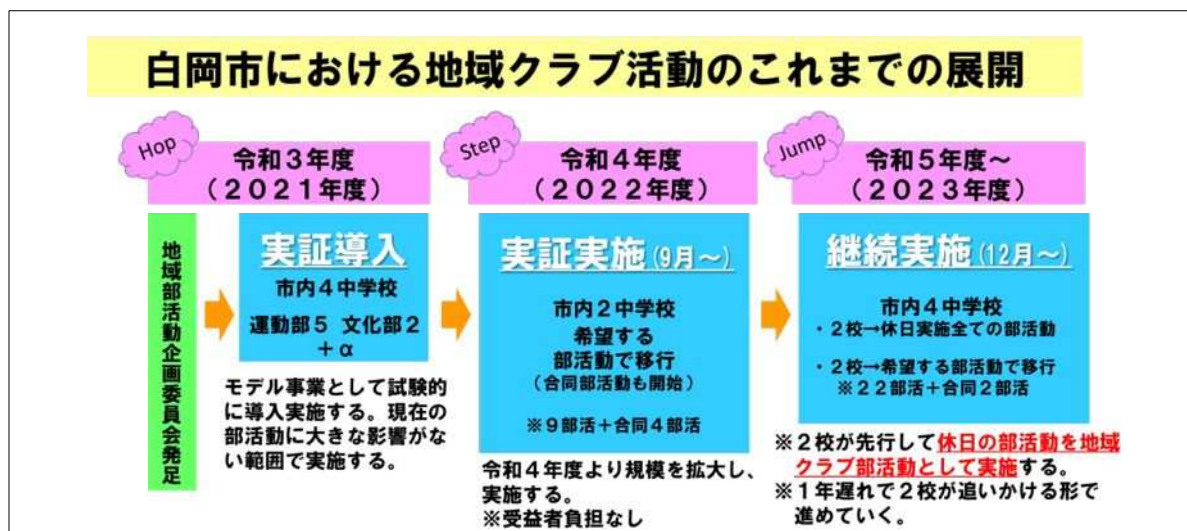 白岡市における地域クラブ活動のこれまでの展開
Hop
令和３年度
（２０２１年度）
Step
令和４年度
（２０２２年度）
Jump
令和５年度～
（２０２３年度）
地域部活動企画委員会発足
実証導入
市内４中学校
運動部５ 文化部２
＋α
モデル事業として試験的
に導入実施する。現在の
部活動に大きな影響がな
い範囲で実施する。
実証実施(9月～)
市内２中学校
希望する
部活動で移行
（合同部活動も開始）
※９部活＋合同４部活
令和４年度より規模を拡大し、
実施する。
※受益者負担なし
継続実施(12月～)
市内４中学校
・２校→休日実施全ての部活動
・２校→希望する部活動で移行
※２２部活＋合同２部活
※２校が先行して休日の部活動を地域
クラブ部活動として実施する。
※１年遅れで２校が追いかける形で
進めていく。